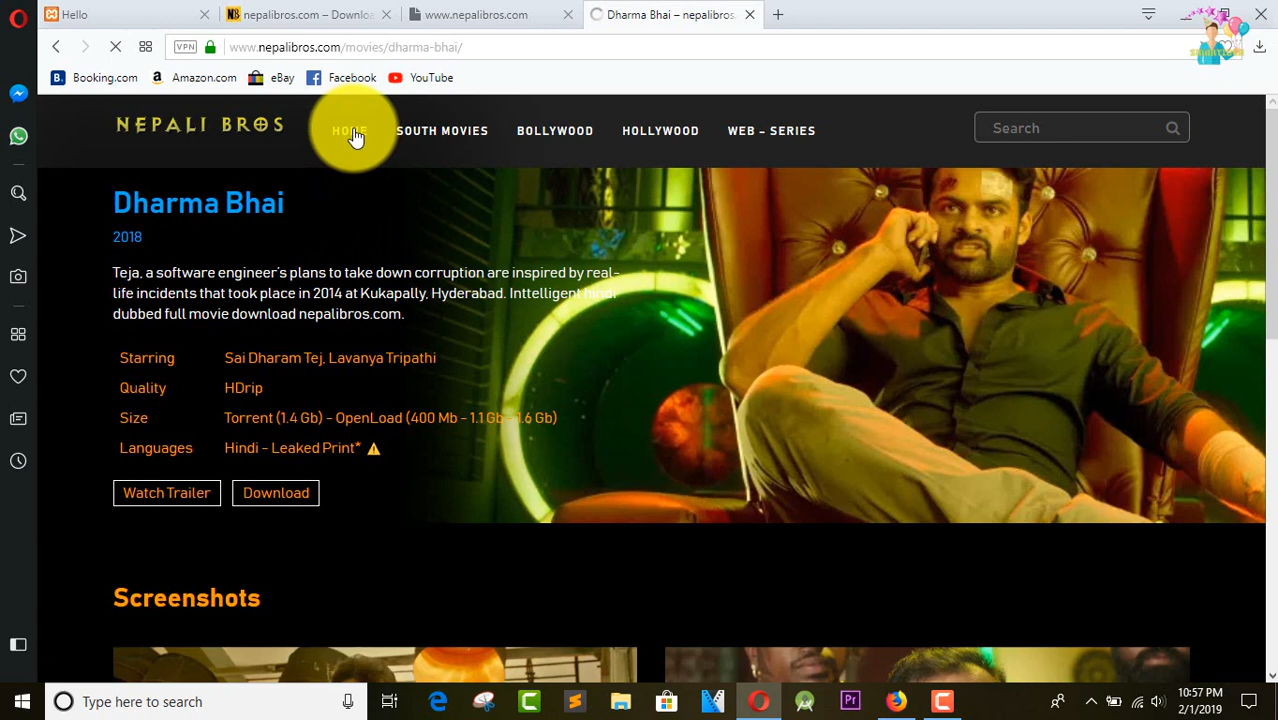 Hello
nepalibros.com – Downloa
www.nepalibros.com
Dharma Bhai – nepalibros.
VPN
www.nepalibros.com/movies/dharma-bhai/
B.
Booking.com
a
Amazon.com
eBay
Facebook
YouTube
NEPALI BROS
HOME
SOUTH MOVIES
BOLLYWOOD
HOLLYWOOD
WEB – SERIES
Search
Dharma Bhai
2018
Teja, a software engineer's plans to take down corruption are inspired by real-
life incidents that took place in 2014 at Kukapally, Hyderabad. Inttelligent hindi
dubbed full movie download nepalibros.com.
Starring Sai Dharam Tej, Lavanya Tripathi
Quality HDrip
Size Torrent (1.4 Gb) – OpenLoad (400 Mb – 1.1 Gb – 1.6 Gb)
Languages Hindi – Leaked Print*
Watch Trailer
Download
Screenshots
Type here to search
Pr
10:57 PM
2/1/2019